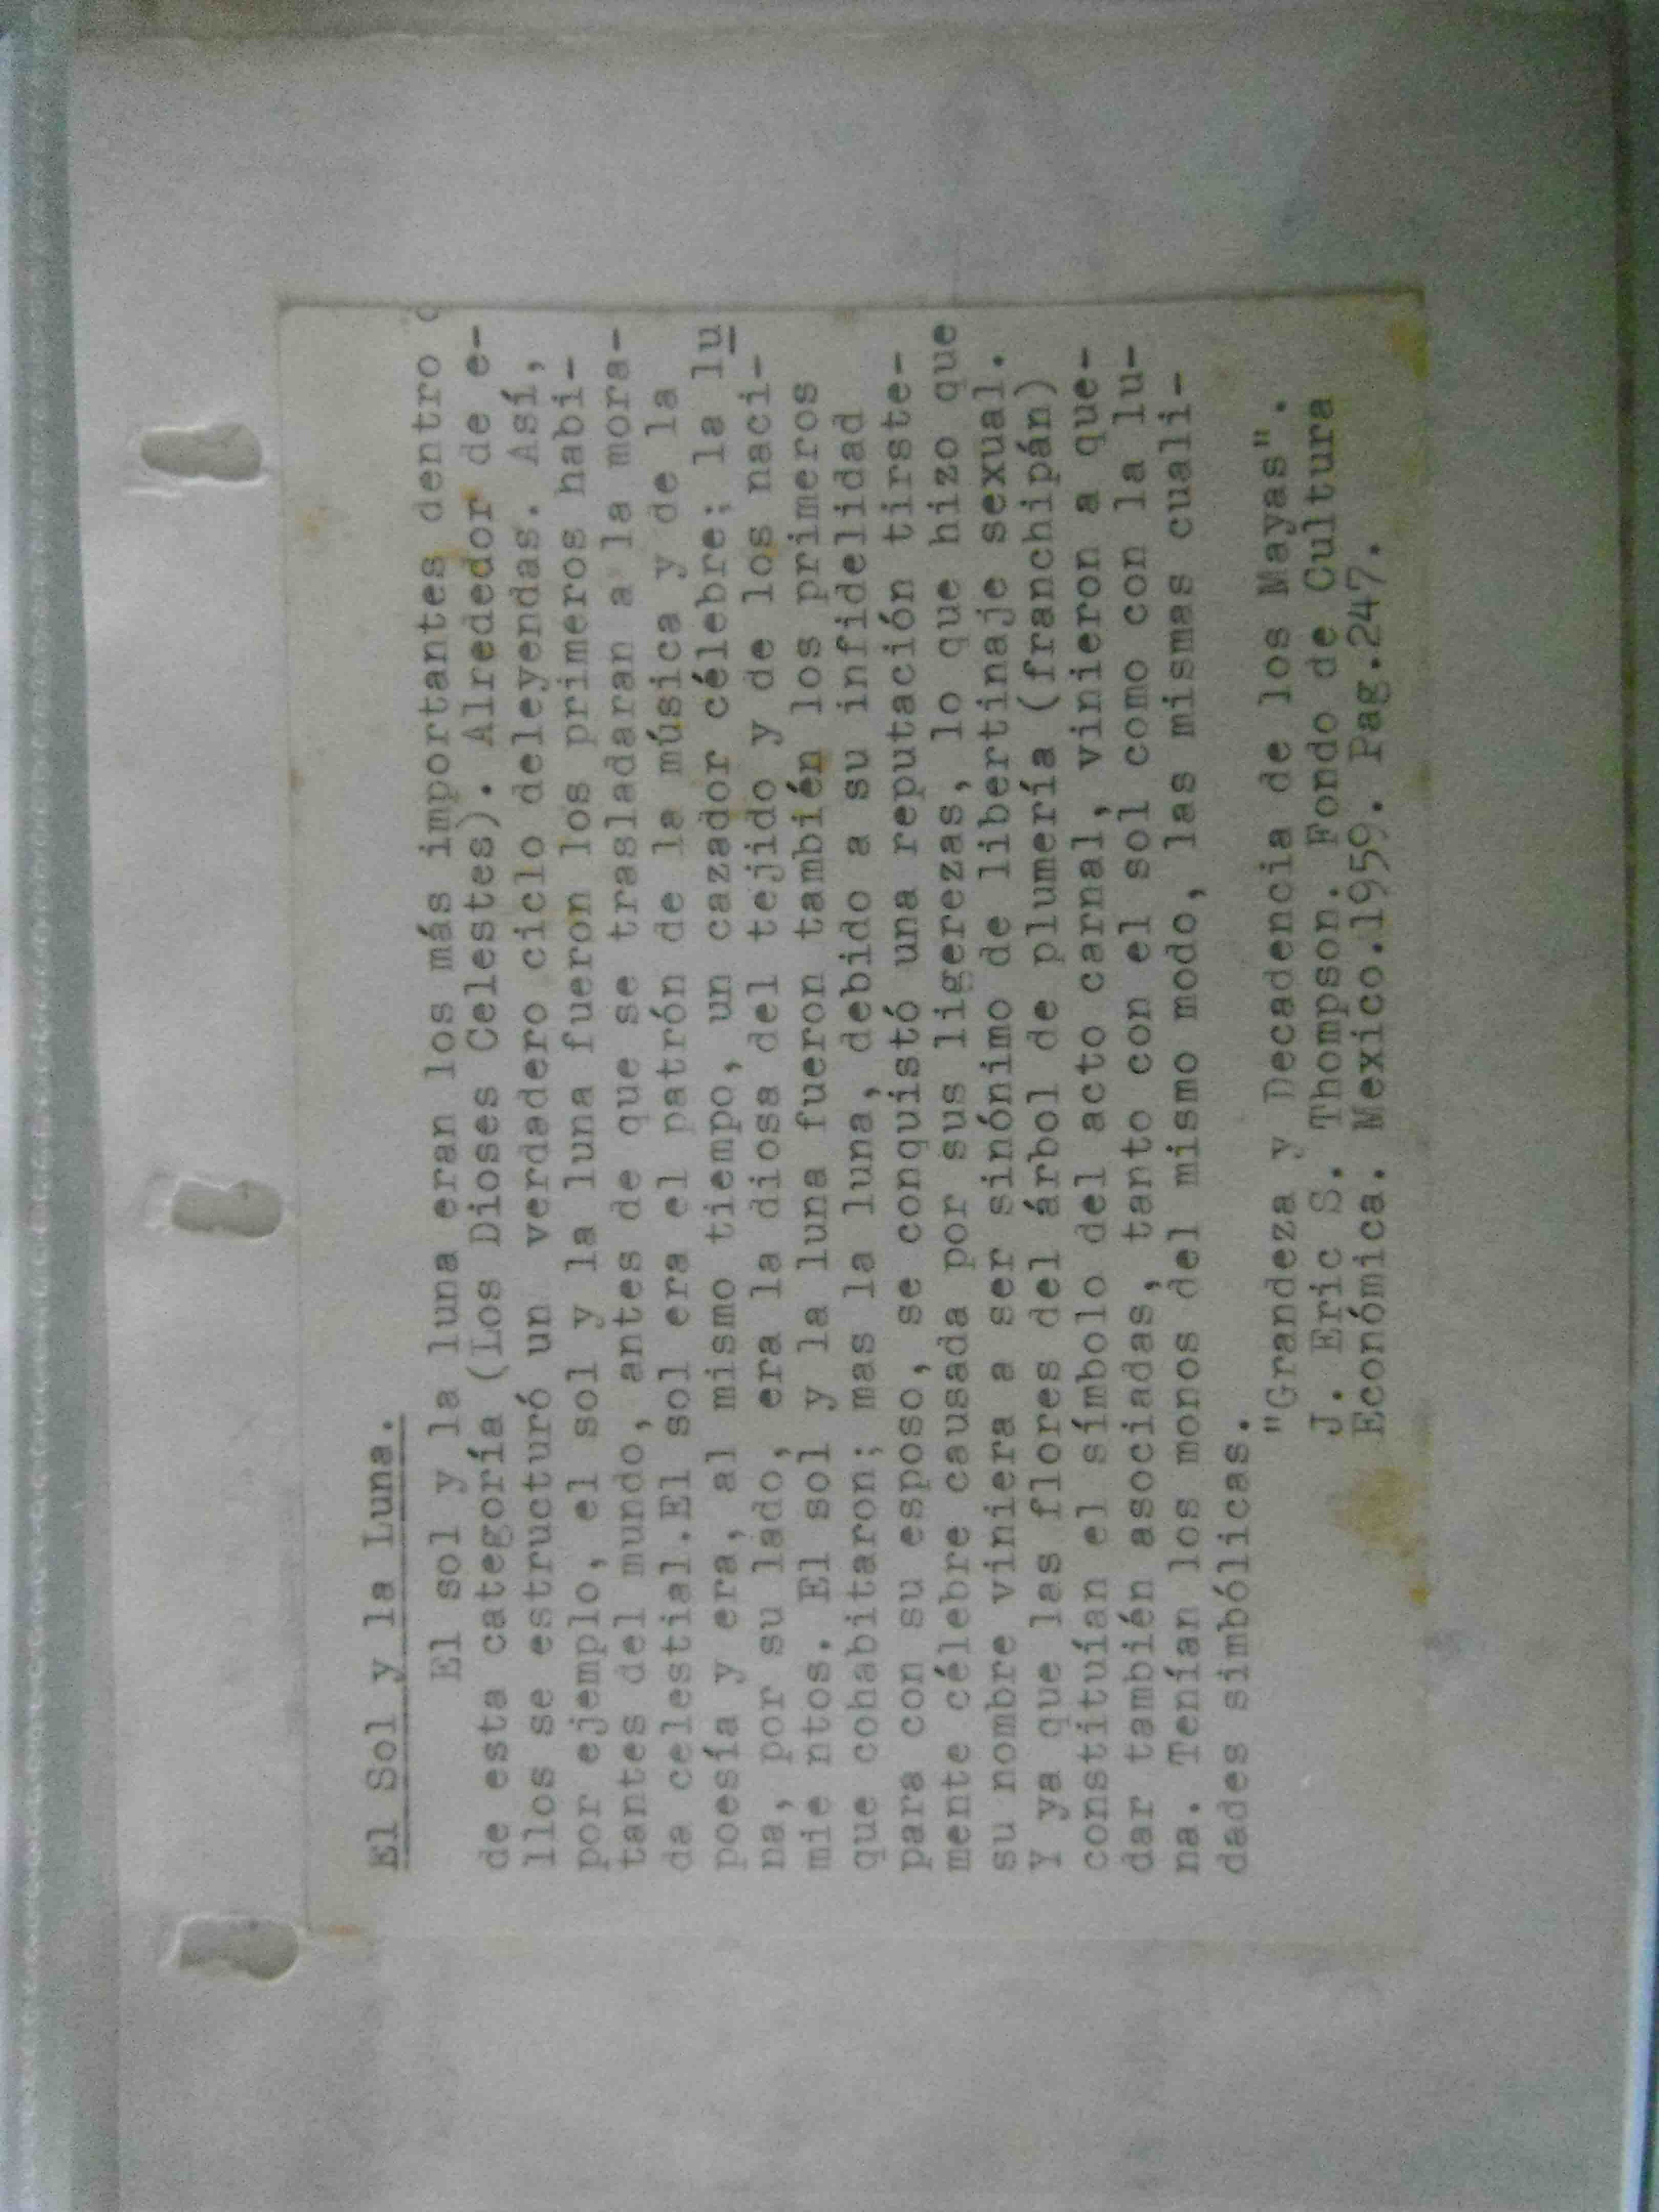 El Sol y la Luna.
El sol y la luna eran los más importantes dentro
de esta categoría (Los Dioses Celestes). Alrededor de e-
llos se estructuró un verdadero ciclo deleyendas. Así,
por ejemplo, el sol y la luna fueron los primeros habi-
tantes del mundo, antes de que se trasladaran a la mora-
da celestial.El sol era el patrón de la música y de la
poesía y era, al mismo tiempo, un cazador célebre; la lu
na, por su lado, era la diosa del tejido y de los naci-
mie ntos. El sol y la luna fueron también los primeros
que cohabitaron; mas la luna, debido a su infidelidad
para con su esposo, se conquistó una reputación tirste-
mente célebre causada por sus ligerezas, lo que hizo que
su nombre viniera a ser sinónimo de libertinaje sexual.
Y ya que las flores del árbol de plumería (franchipán)
constituían el símbolo del acto carnal, vinieron a que-
dar también asociadas, tanto con el sol como con la lu-
na. Tenían los monos del mismo modo, las mismas cuali-
dades simbólicas.
"Grandeza y Decadencia de los Mayas".
J. Eric S. Thompson. Fondo de Cultura
Económica. Mexico.1959. Pag.247.